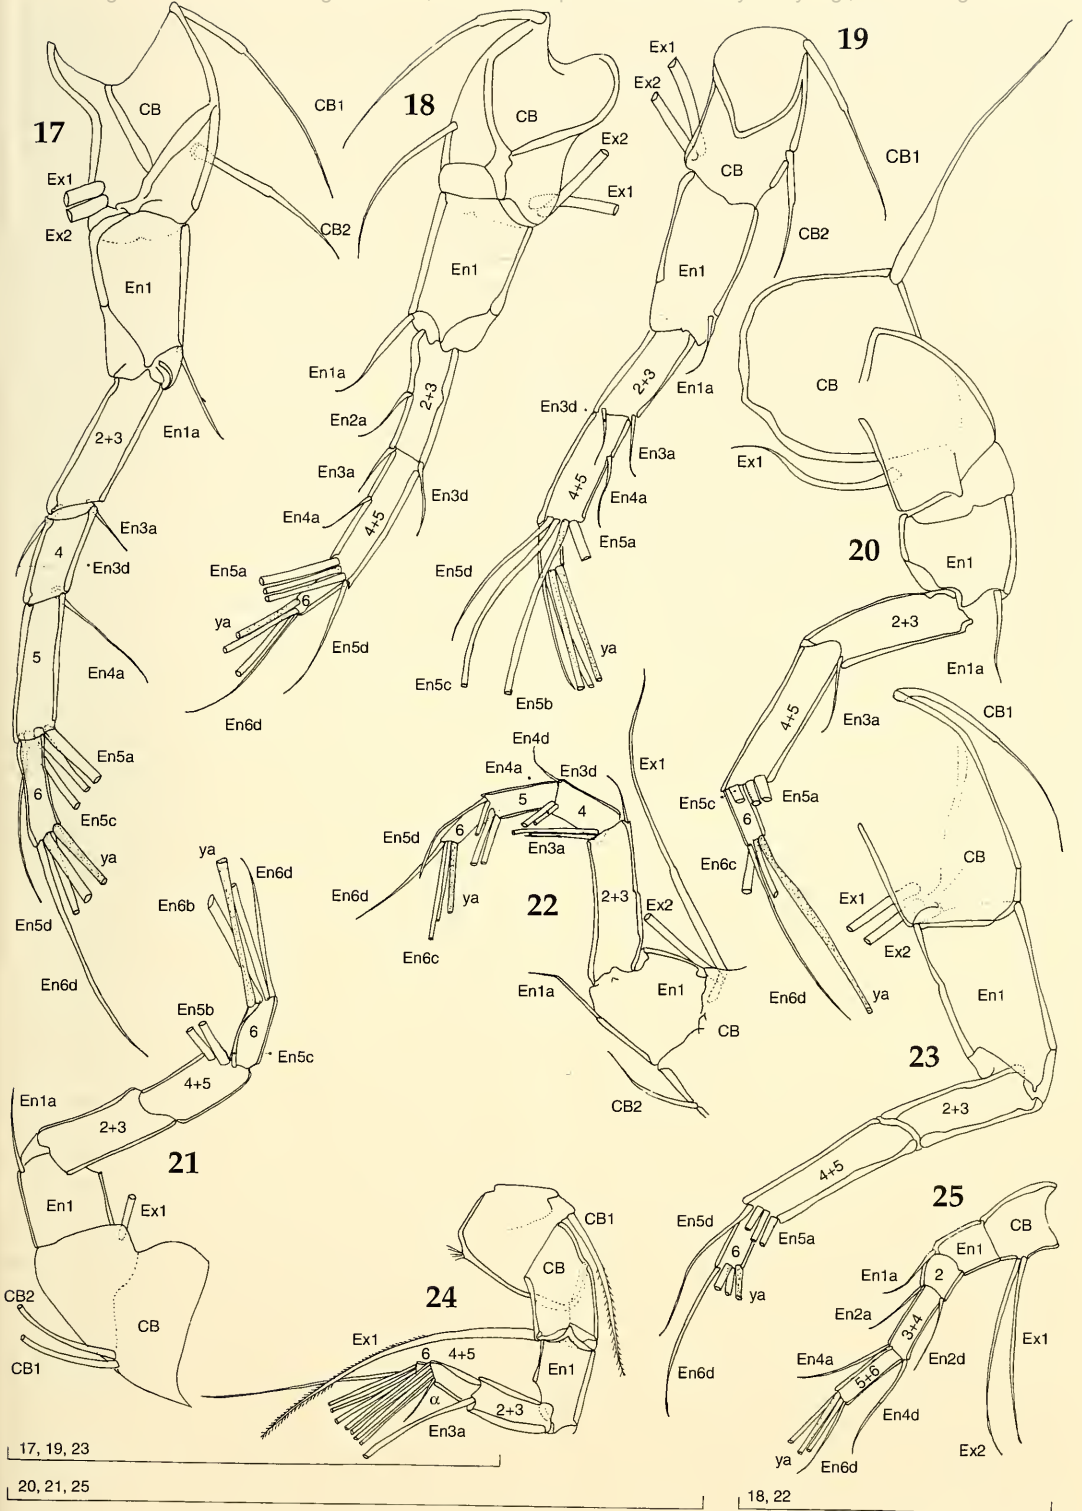 17
CB
CB1
Ex1
Ex2
CB2
En1
En1a
2+3
En3a
4
En3d
5
En4a
En5a
6
En5c
ya
En5d
En6d
18
CB
Ex2
Ex1
En1
En1a
2+3
En2a
En3a
En3d
En4a
4+5
En5a
6
ya
En5d
En6d
19
Ex1
Ex2
CB
CB1
CB2
En1
2+3
En1a
En3d
En3a
4+5
En4a
En5a
En5d
ya
En5c
En5b
CB
Ex1
20
En1
2+3
En1a
4+5
En3a
En5c
En5a
6
En6c
En6d
ya
ya
En6d
En6b
En5b
6
En5c
4+5
En1a
2+3
21
En1
Ex1
CB2
CB
CB1
En4d
En4a
En3d
Ex1
5
4
En5d
6
En3a
En6d
ya
22
2+3
Ex2
En6c
En1a
En1
CB
CB2
CB1
CB
Ex1
Ex2
En1
23
2+3
4+5
En5d
En5a
6
ya
En6d
CB1
CB
24
Ex1
6
4+5
En1
α
2+3
En3a
25
CB
En1
En1a
2
En2a
3+4
Ex1
En4a
En2d
5+6
En4d
Ex2
ya
En6d
17, 19, 23
20, 21, 25
18, 22